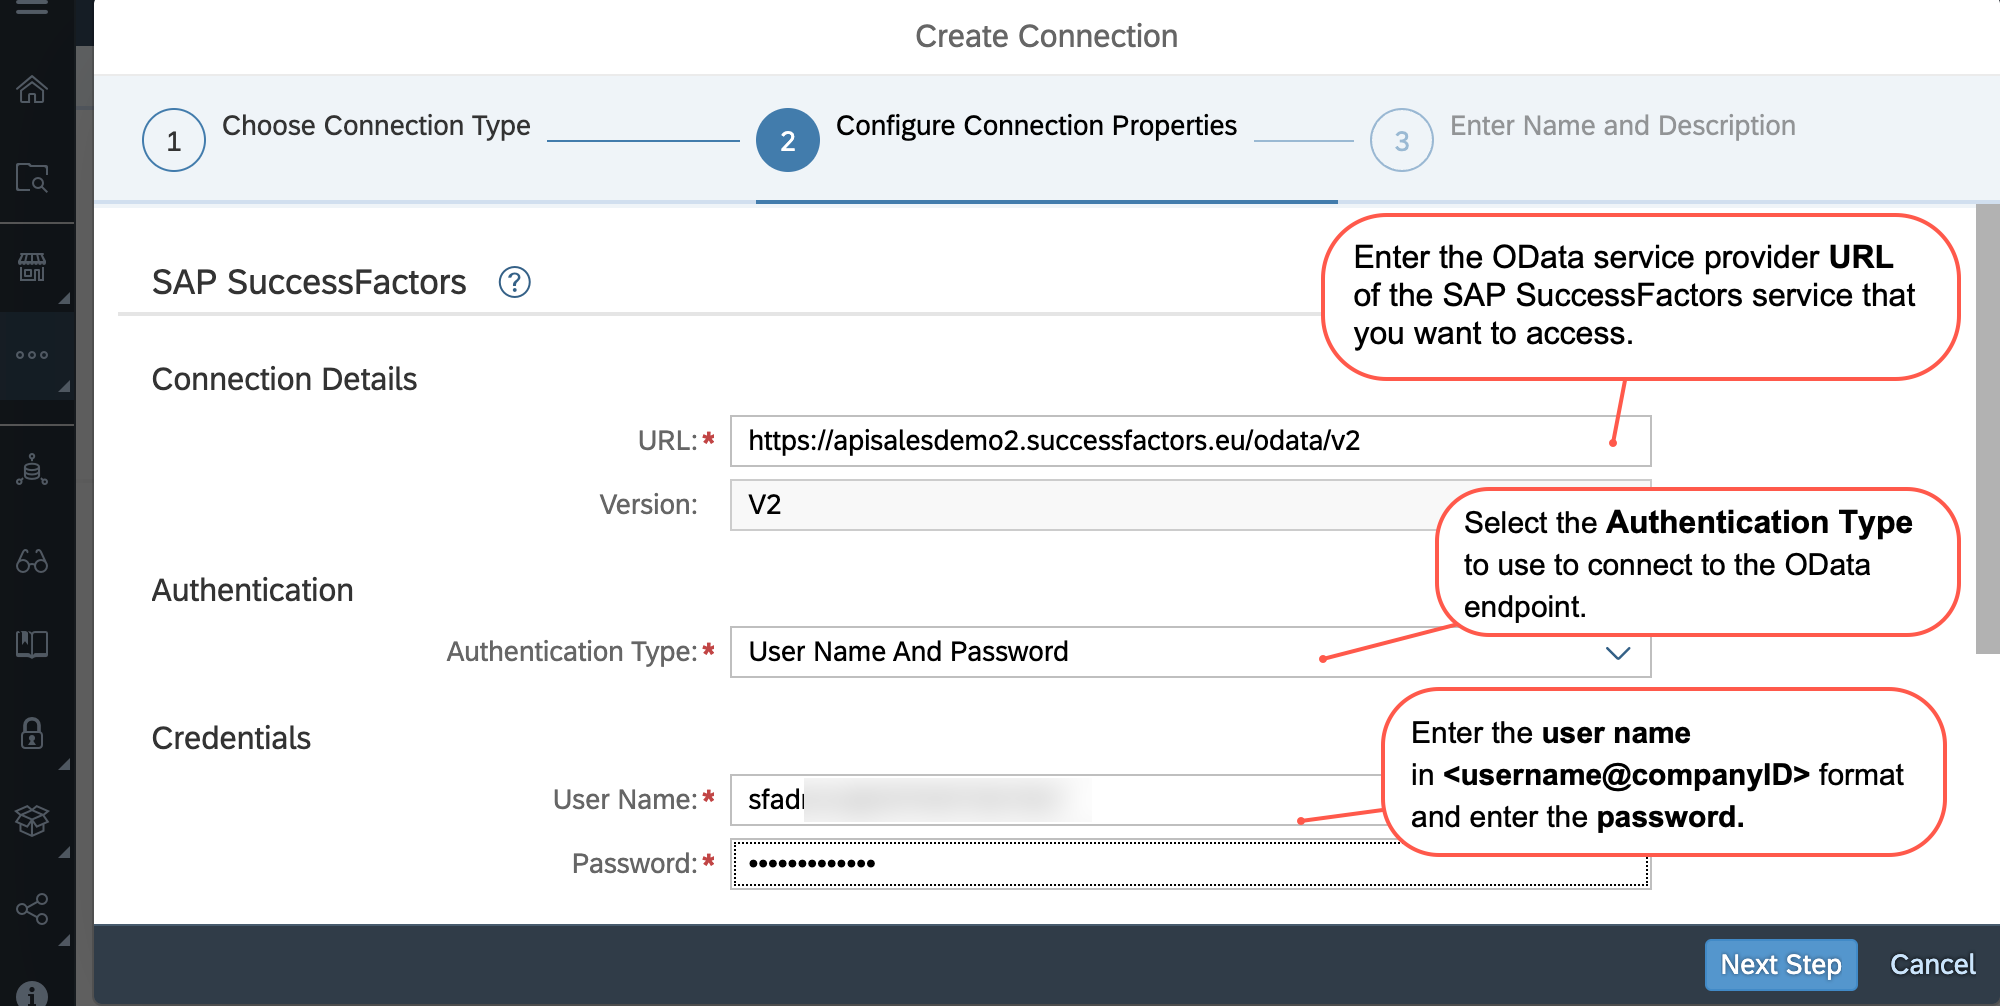 Create Connection
1 Choose Connection Type
2 Configure Connection Properties
3 Enter Name and Description
SAP SuccessFactors ?
Enter the OData service provider URL
of the SAP SuccessFactors service that
you want to access.
Connection Details
URL:* https://apisalesdemo2.successfactors.eu/odata/v2
Version: V2
Select the Authentication Type
to use to connect to the OData
endpoint.
Authentication
Authentication Type:* User Name And Password
Credentials
Enter the user name
in <username@companyID> format
and enter the password.
User Name:*
Password:* •••••••••••••
Next Step Cancel